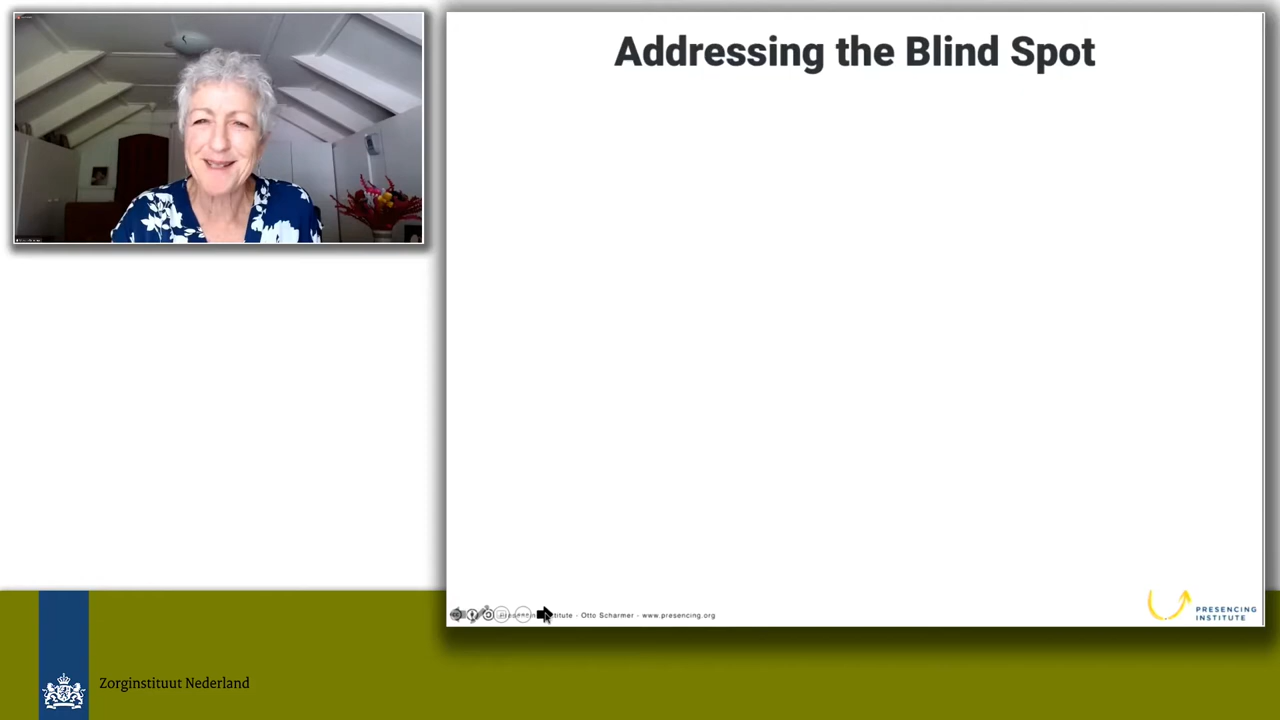 Addressing the Blind Spot
Otto Scharmer - www.presencing.org
PRESENCING
INSTITUTE
Zorginstituut Nederland